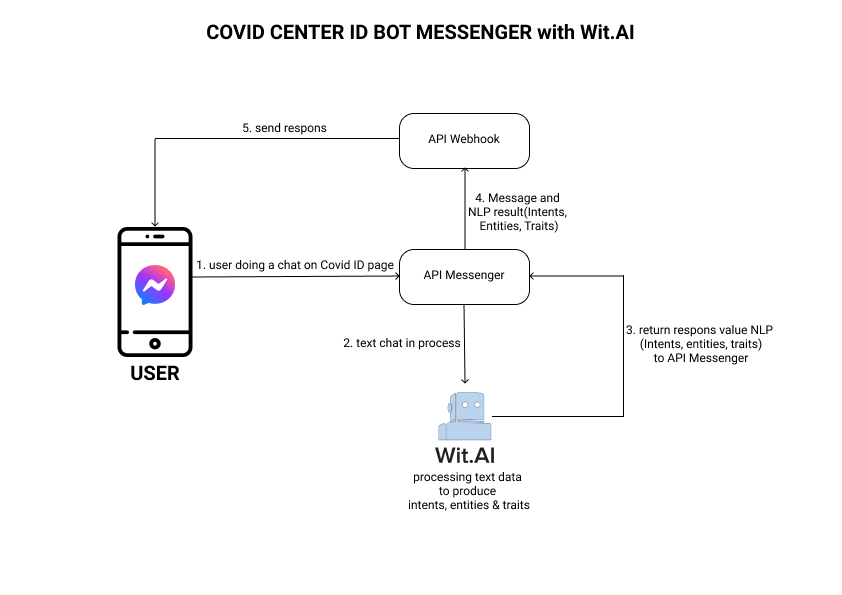 COVID CENTER ID BOT MESSENGER with Wit.AI
5. send respons
API Webhook
4. Message and
NLP result(Intents,
Entities, Traits)
1. user doing a chat on Covid ID page
API Messenger
2. text chat in process
3. return respons value NLP
(Intents, entities, traits)
to API Messenger
USER
Wit.AI
processing text data
to produce
intents, entities & traits